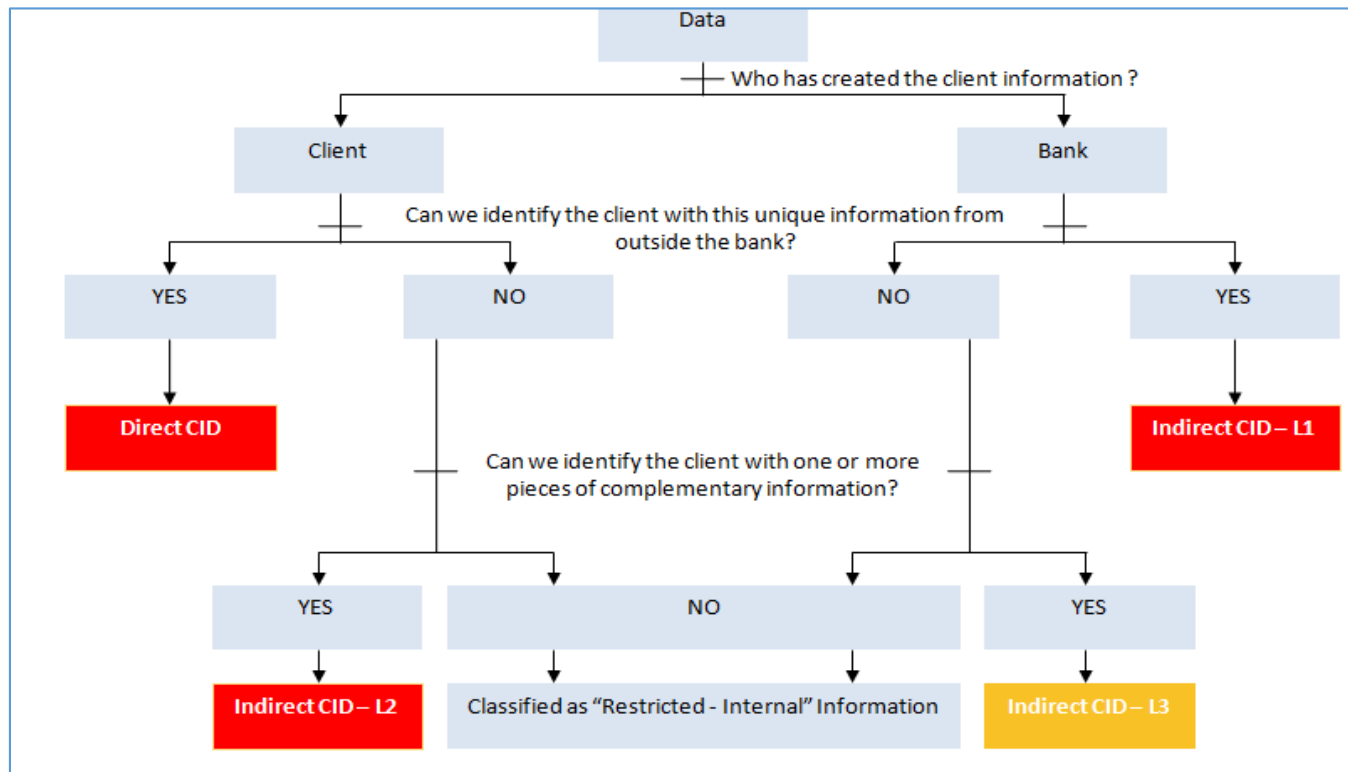 Data
Who has created the client information ?
Client
Bank
Can we identify the client with this unique information from
outside the bank?
YES
NO
NO
YES
Direct CID
Indirect CID – L1
Can we identify the client with one or more
pieces of complementary information?
YES
NO
YES
Indirect CID – L2
Classified as “Restricted - Internal” Information
Indirect CID – L3